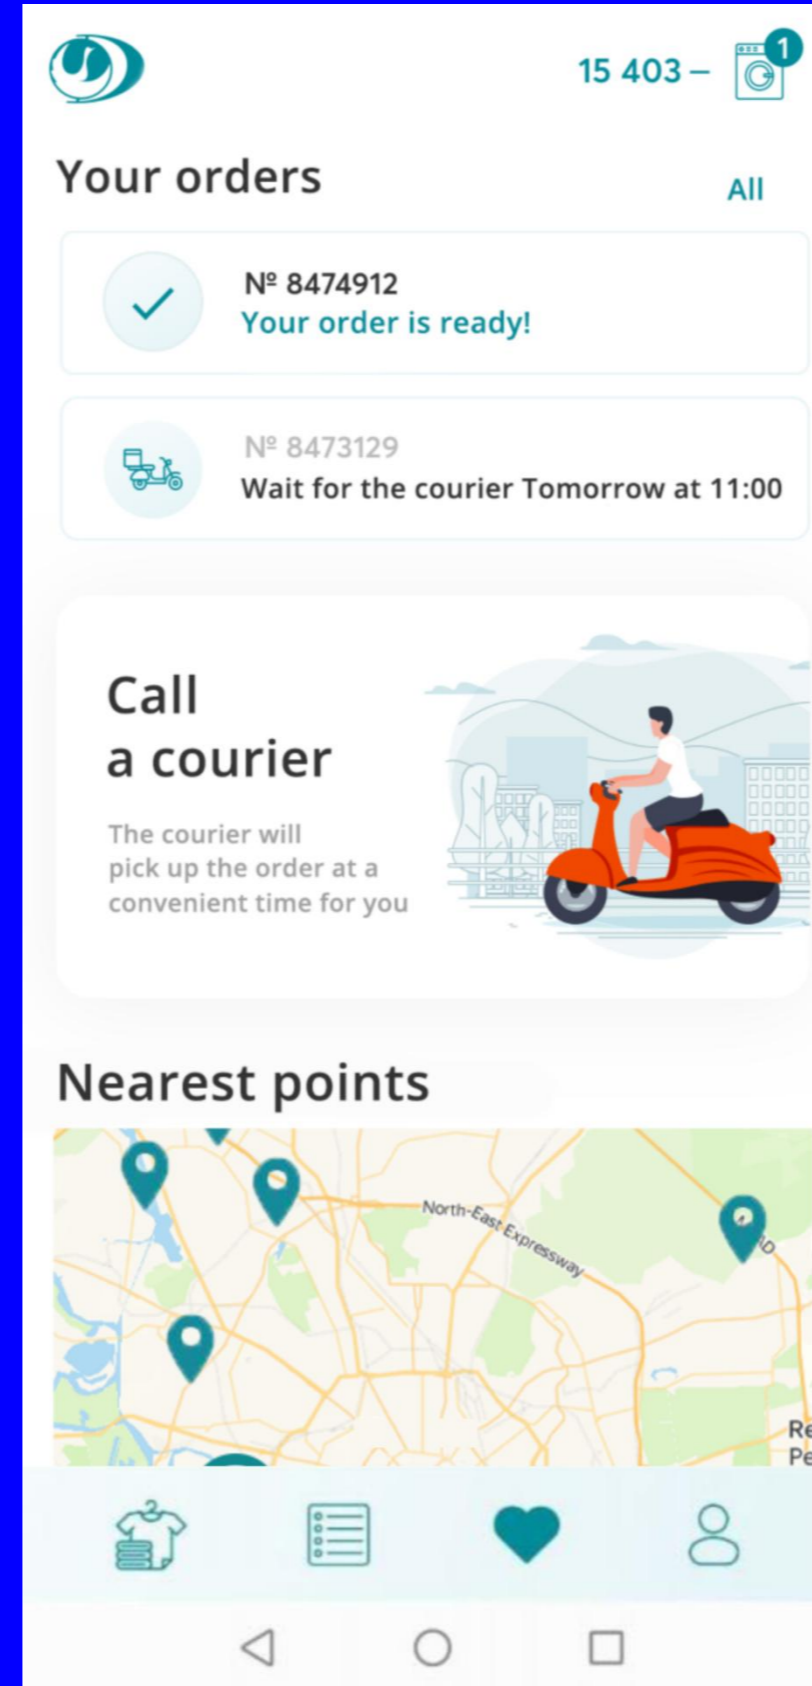 15 403 –
1
Your orders
All
Nº 8474912
Your order is ready!
Nº 8473129
Wait for the courier Tomorrow at 11:00
Call
a courier
The courier will
pick up the order at a
convenient time for you
Nearest points
North-East Expressway